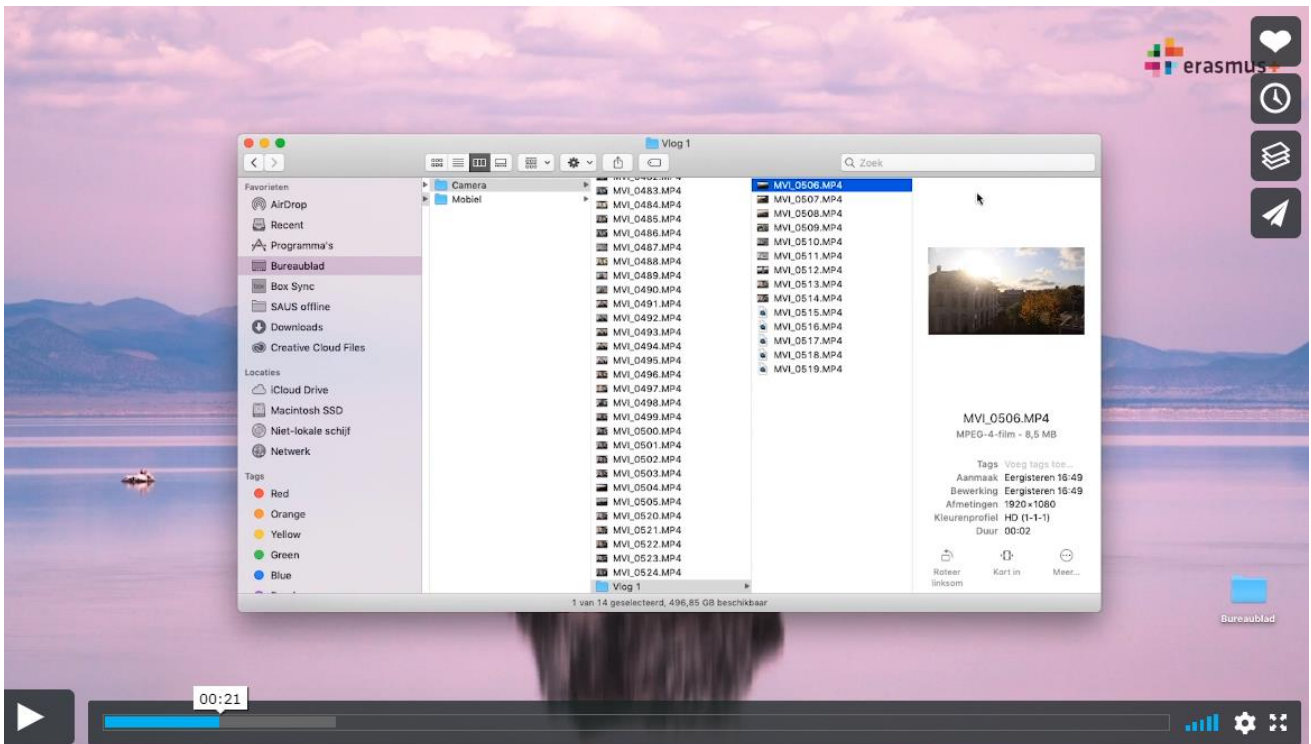 erasmus+
Vlog 1
Zoek
Favorieten
AirDrop
Recent
Programma's
Bureaublad
Box Sync
SAUS offline
Downloads
Creative Cloud Files
Locaties
iCloud Drive
Macintosh SSD
Niet-lokale schijf
Netwerk
Tags
Red
Orange
Yellow
Green
Blue
Camera
Mobiel
MVI_0483.MP4
MVI_0484.MP4
MVI_0485.MP4
MVI_0486.MP4
MVI_0487.MP4
MVI_0488.MP4
MVI_0489.MP4
MVI_0490.MP4
MVI_0491.MP4
MVI_0492.MP4
MVI_0493.MP4
MVI_0494.MP4
MVI_0495.MP4
MVI_0496.MP4
MVI_0497.MP4
MVI_0498.MP4
MVI_0499.MP4
MVI_0500.MP4
MVI_0501.MP4
MVI_0502.MP4
MVI_0503.MP4
MVI_0504.MP4
MVI_0505.MP4
MVI_0520.MP4
MVI_0521.MP4
MVI_0522.MP4
MVI_0523.MP4
MVI_0524.MP4
Vlog 1
MVI_0506.MP4
MVI_0507.MP4
MVI_0508.MP4
MVI_0509.MP4
MVI_0510.MP4
MVI_0511.MP4
MVI_0512.MP4
MVI_0513.MP4
MVI_0514.MP4
MVI_0515.MP4
MVI_0516.MP4
MVI_0517.MP4
MVI_0518.MP4
MVI_0519.MP4
MVI_0506.MP4
MPEG-4-film - 8,5 MB
Tags Voeg tags toe...
Aanmaak Eergisteren 16:49
Bewerking Eergisteren 16:49
Afmetingen 1920×1080
Kleurenprofiel HD (1-1-1)
Duur 00:02
Roteer linksom
Kort in
Meer...
1 van 14 geselecteerd, 496,85 GB beschikbaar
Bureaublad
00:21